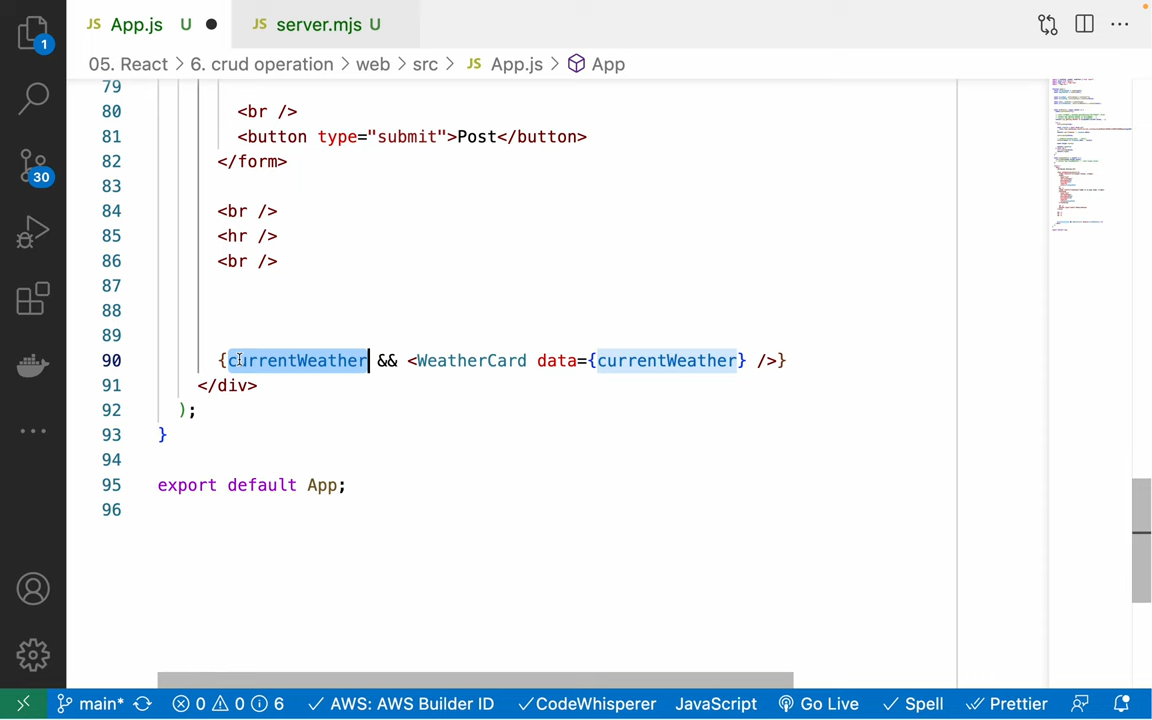 JS App.js U
JS server.mjs U
1
05. React > 6. crud operation > web > src > JS App.js > App
79
80 <br />
81 <button type="submit">Post</button>
82 </form>
83
84 <br />
85 <hr />
86 <br />
87
88
89
90 {currentWeather && <WeatherCard data={currentWeather} />}
91 </div>
92 );
93 }
94
95 export default App;
96
30
main* 0 0 6 AWS: AWS Builder ID CodeWhisperer JavaScript Go Live Spell Prettier